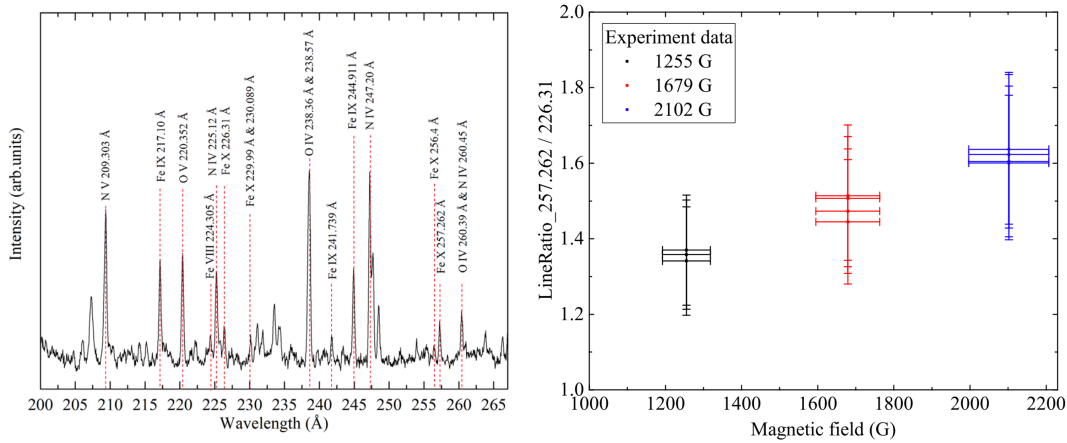 Intensity (arb.units)
N V 209.303 Å
Fe IX 217.10 Å
O V 220.352 Å
Fe VIII 224.305 Å
N IV 225.12 Å
Fe X 226.31 Å
Fe X 229.99 Å & 230.089 Å
O IV 238.36 Å & 238.57 Å
Fe IX 241.739 Å
Fe IX 244.911 Å
N IV 247.20 Å
Fe X 256.4 Å
Fe X 257.262 Å
O IV 260.39 Å & N IV 260.45 Å
200 205 210 215 220 225 230 235 240 245 250 255 260 265
Wavelength (Å)
LineRatio_257.262 / 226.31
2.0
1.8
1.6
1.4
1.2
1.0
Experiment data
1255 G
1679 G
2102 G
1000 1200 1400 1600 1800 2000 2200
Magnetic field (G)